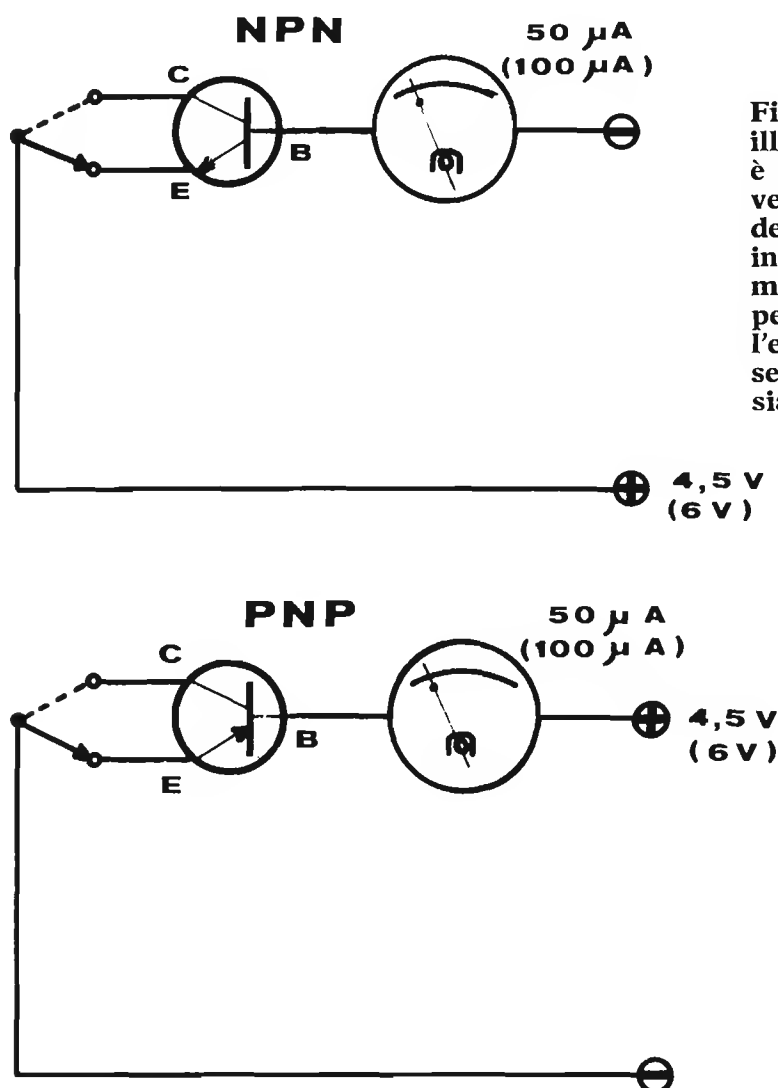 NPN
50 μA
(100 μA)
C
B
E
⊖
⊕ 4,5 V
(6 V)
Fi
ill
è
ve
de
in
m
pe
l'e
se
sia
PNP
50 μA
(100 μA)
C
B
E
⊕ 4,5 V
(6 V)
⊖